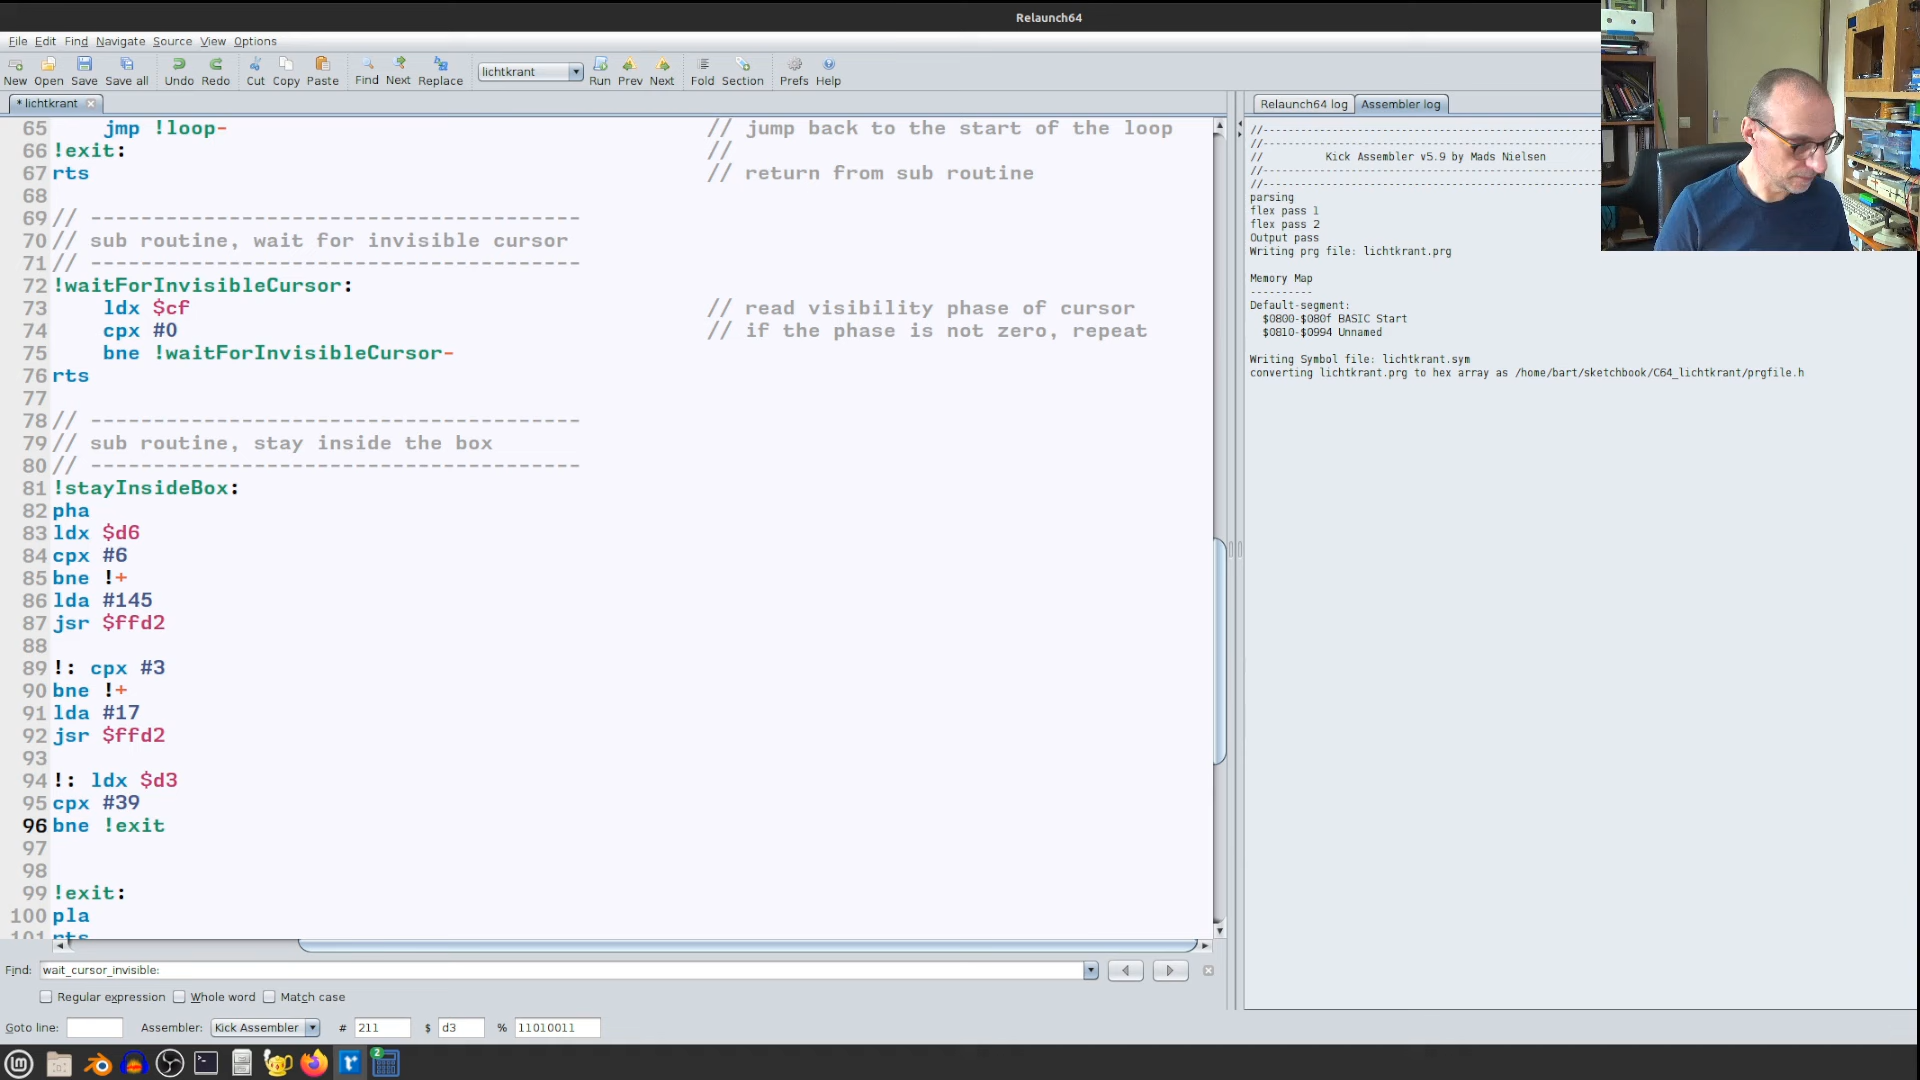 Relaunch64
File Edit Find Navigate Source View Options
New Open Save Save all Undo Redo Cut Copy Paste Find Next Replace lichtkrant Run Prev Next Fold Section Prefs Help
* lichtkrant
65 jmp !loop- // jump back to the start of the loop
66 !exit: //
67 rts // return from sub routine
68
69 // ---------------------------------------
70 // sub routine, wait for invisible cursor
71 // ---------------------------------------
72 !waitForInvisibleCursor:
73 ldx $cf // read visibility phase of cursor
74 cpx #0 // if the phase is not zero, repeat
75 bne !waitForInvisibleCursor-
76 rts
77
78 // ---------------------------------------
79 // sub routine, stay inside the box
80 // ---------------------------------------
81 !stayInsideBox:
82 pha
83 ldx $d6
84 cpx #6
85 bne !+
86 lda #145
87 jsr $ffd2
88
89 !: cpx #3
90 bne !+
91 lda #17
92 jsr $ffd2
93
94 !: ldx $d3
95 cpx #39
96 bne !exit
97
98
99 !exit:
100 pla
101 rts
Find: wait_cursor_invisible:
Regular expression Whole word Match case
Goto line: Assembler: Kick Assembler # 211 $ d3 % 11010011
Relaunch64 log Assembler log
//------------------------------------------------------
//------------------------------------------------------
// Kick Assembler v5.9 by Mads Nielsen
//------------------------------------------------------
//------------------------------------------------------
parsing
flex pass 1
flex pass 2
Output pass
Writing prg file: lichtkrant.prg
Memory Map
----------
Default-segment:
$0800-$080f BASIC Start
$0810-$0994 Unnamed
Writing Symbol file: lichtkrant.sym
converting lichtkrant.prg to hex array as /home/bart/sketchbook/C64_lichtkrant/prgfile.h
2